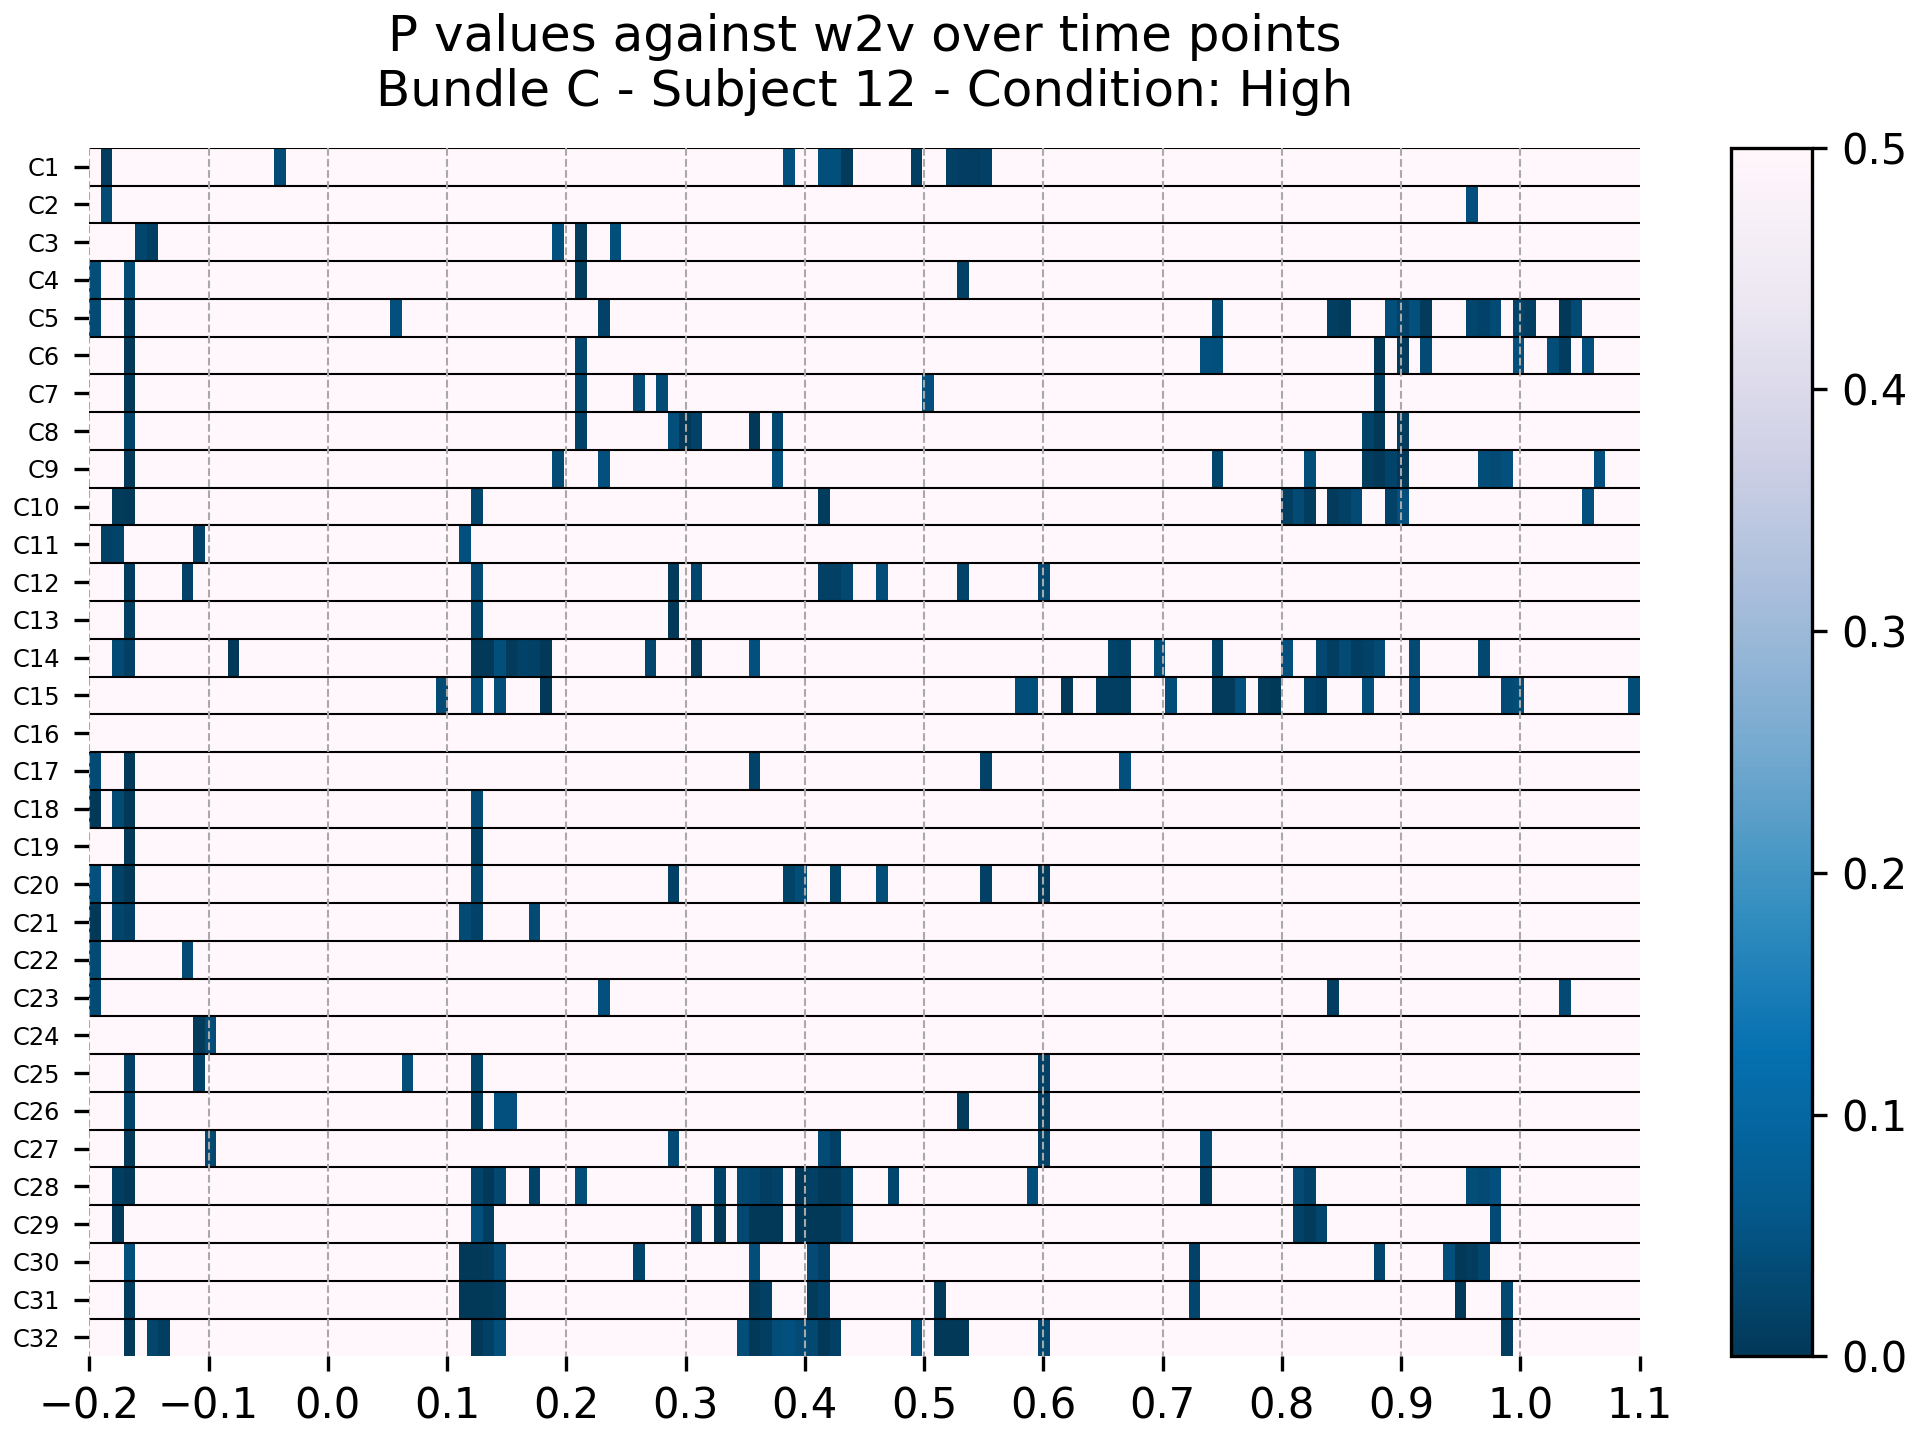 P values against w2v over time points
Bundle C - Subject 12 - Condition: High
C1
C2
C3
C4
C5
C6
C7
C8
C9
C10
C11
C12
C13
C14
C15
C16
C17
C18
C19
C20
C21
C22
C23
C24
C25
C26
C27
C28
C29
C30
C31
C32
−0.2 −0.1 0.0 0.1 0.2 0.3 0.4 0.5 0.6 0.7 0.8 0.9 1.0 1.1
0.5
0.4
0.3
0.2
0.1
0.0